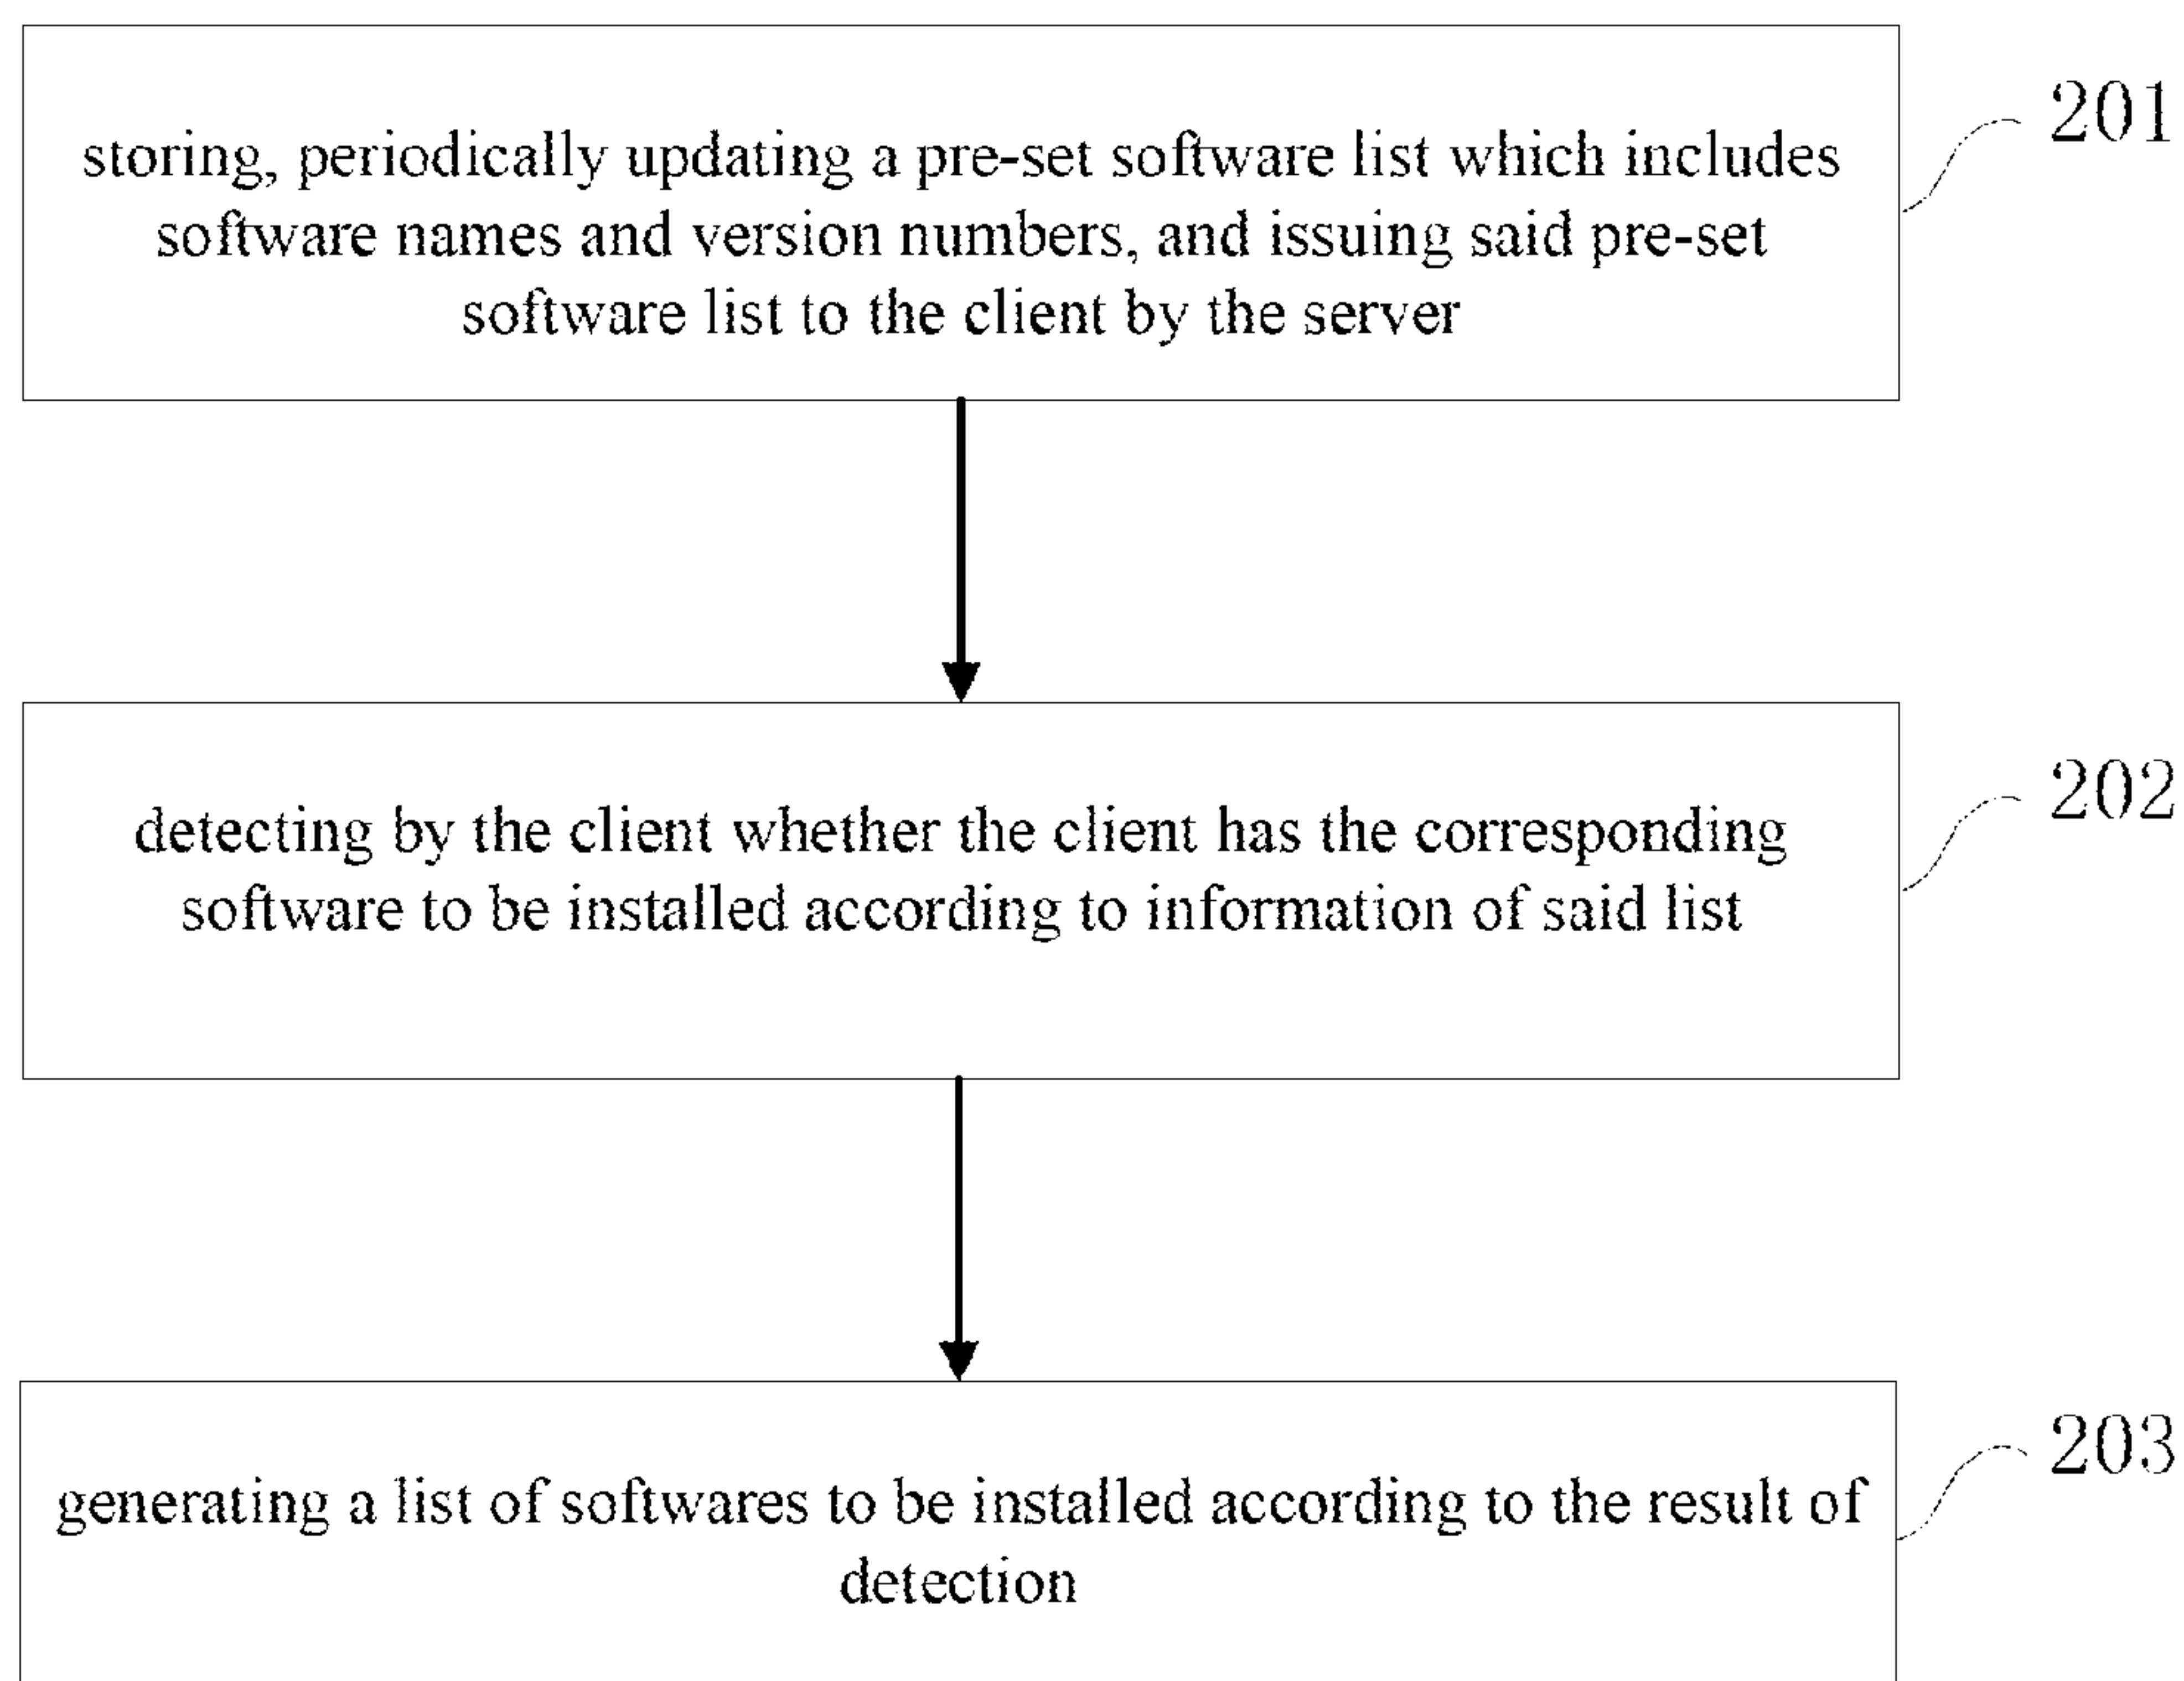 storing, periodically updating a pre-set software list which includes
software names and version numbers, and issuing said pre-set
software list to the client by the server
201
detecting by the client whether the client has the corresponding
software to be installed according to information of said list
202
generating a list of softwares to be installed according to the result of
detection
203